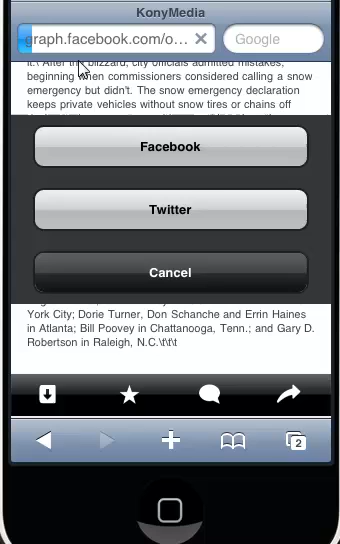 KonyMedia
graph.facebook.com/o...
Google
it.\ After the blizzard, city officials admitted mistakes,
beginning when commissioners considered calling a snow
emergency but didn't. The snow emergency declaration
keeps private vehicles without snow tires or chains off
Facebook
Twitter
Cancel
York City; Dorie Turner, Don Schanche and Errin Haines
in Atlanta; Bill Poovey in Chattanooga, Tenn.; and Gary D.
Robertson in Raleigh, N.C.\t\t\t
2